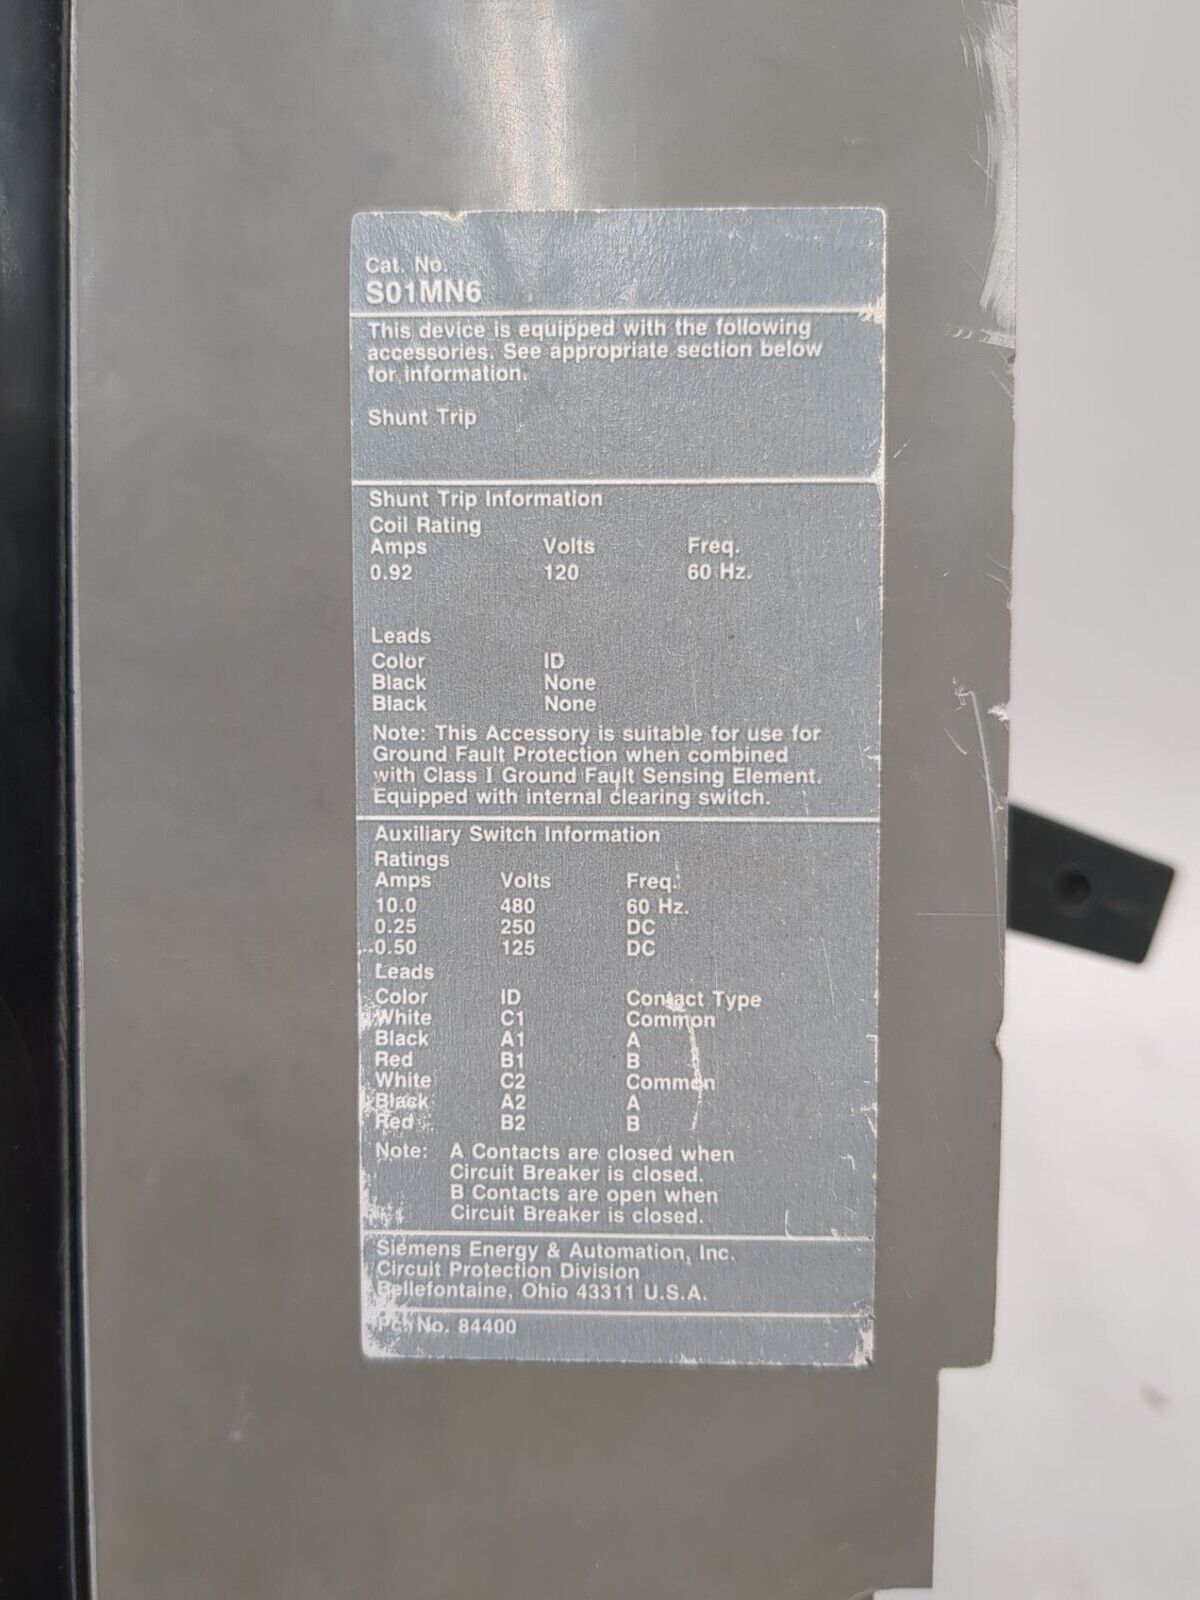 Cat. No.
S01MN6
This device is equipped with the following
accessories. See appropriate section below
for information.
Shunt Trip
Shunt Trip Information
Coil Rating
Amps Volts Freq.
0.92 120 60 Hz.
Leads
Color ID
Black None
Black None
Note: This Accessory is suitable for use for
Ground Fault Protection when combined
with Class I Ground Fault Sensing Element.
Equipped with internal clearing switch.
Auxiliary Switch Information
Ratings
Amps Volts Freq.
10.0 480 60 Hz.
0.25 250 DC
0.50 125 DC
Leads
Color ID Contact Type
White C1 Common
Black A1 A
Red B1 B
White C2 Common
Black A2 A
Red B2 B
Note: A Contacts are closed when
Circuit Breaker is closed.
B Contacts are open when
Circuit Breaker is closed.
Siemens Energy & Automation, Inc.
Circuit Protection Division
Bellefontaine, Ohio 43311 U.S.A.
No. 84400